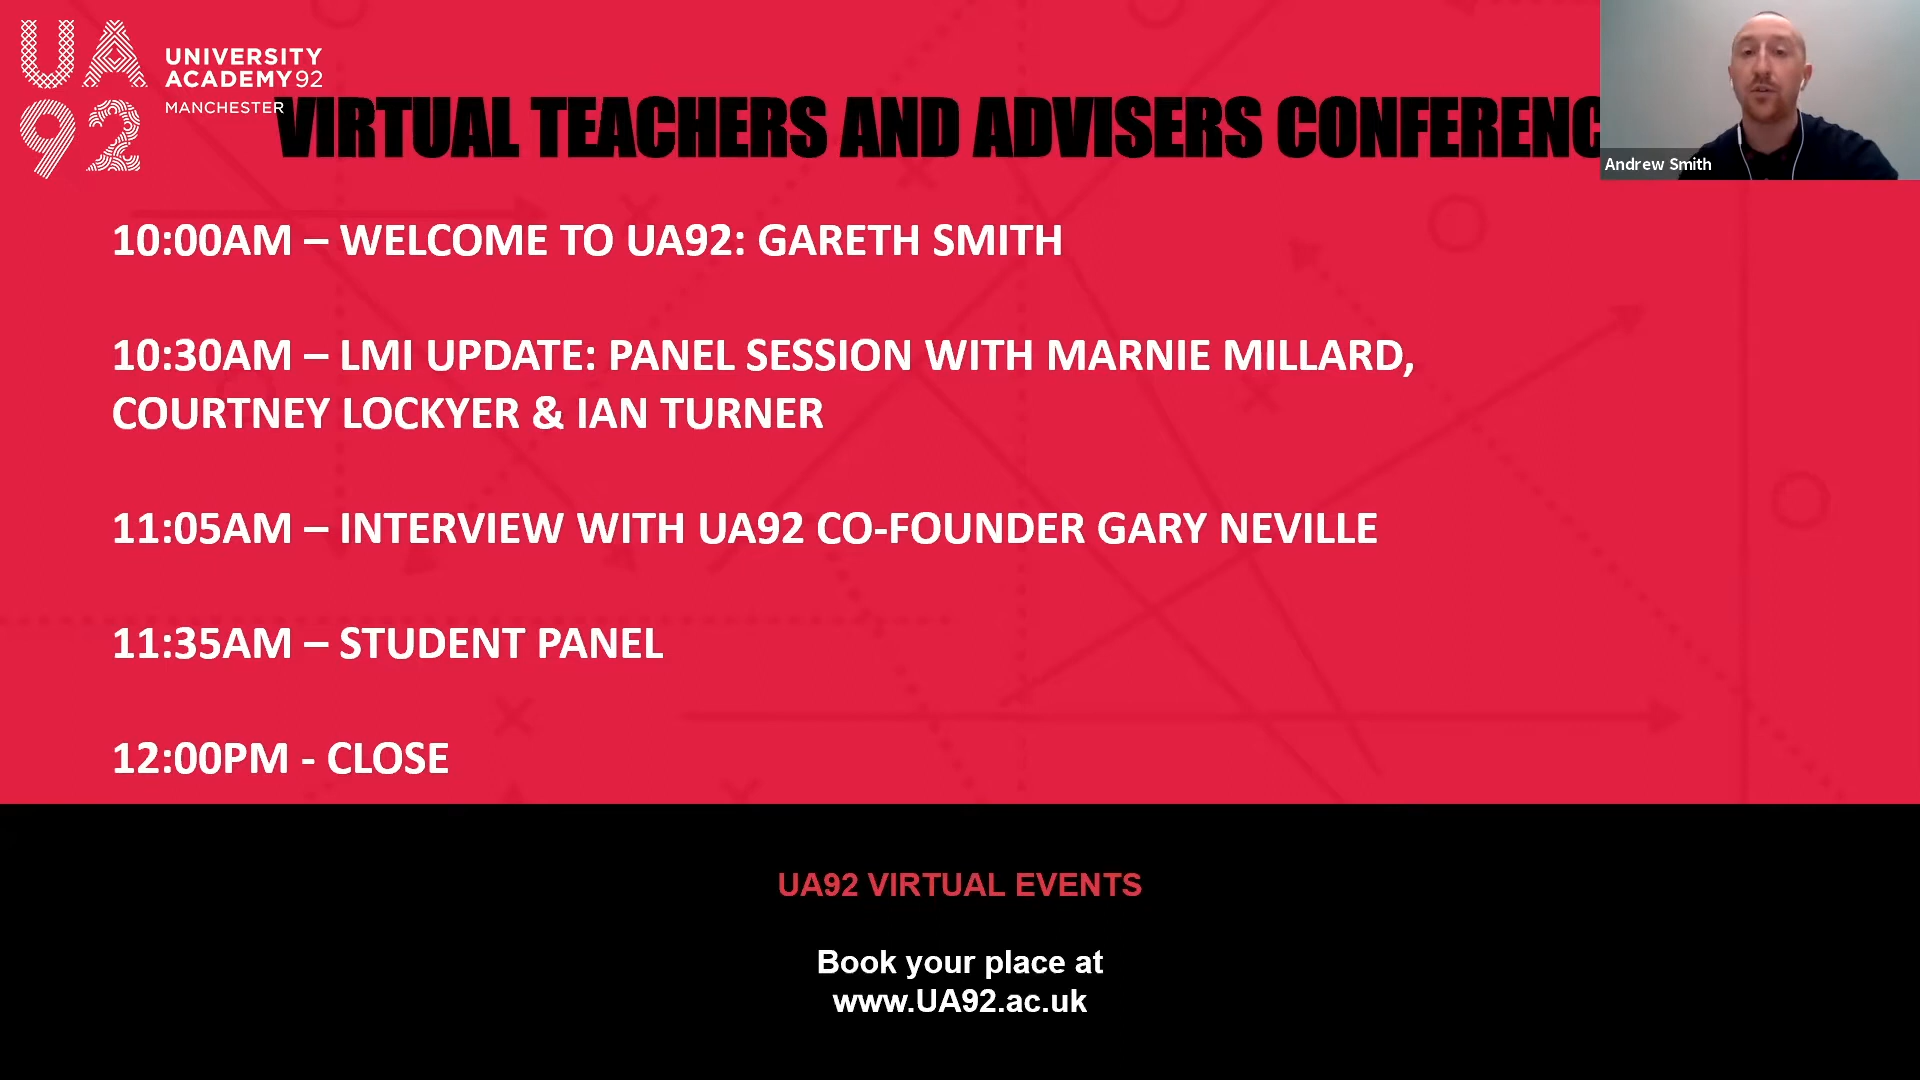 UA
92
UNIVERSITY
ACADEMY92
MANCHESTER
VIRTUAL TEACHERS AND ADVISERS CONFERENC
Andrew Smith
10:00AM – WELCOME TO UA92: GARETH SMITH
10:30AM – LMI UPDATE: PANEL SESSION WITH MARNIE MILLARD,
COURTNEY LOCKYER & IAN TURNER
11:05AM – INTERVIEW WITH UA92 CO-FOUNDER GARY NEVILLE
11:35AM – STUDENT PANEL
12:00PM - CLOSE
UA92 VIRTUAL EVENTS
Book your place at
www.UA92.ac.uk